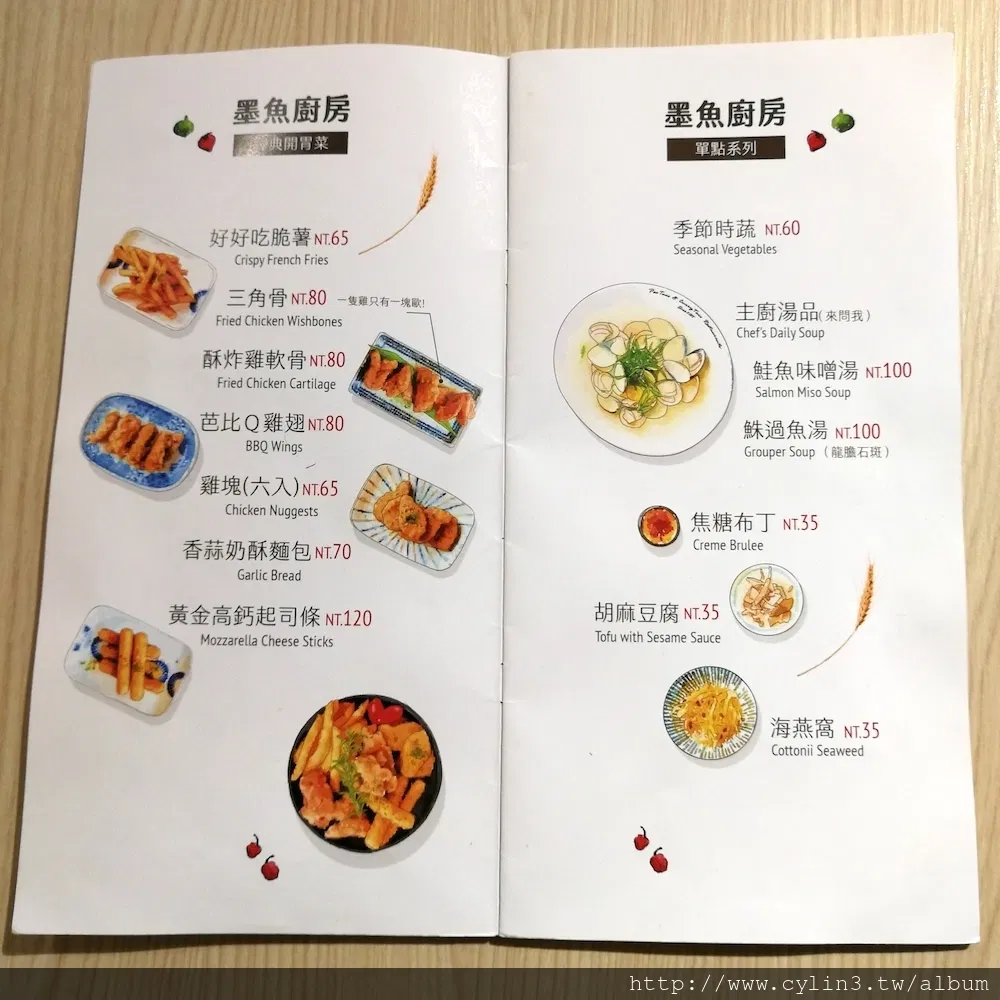 墨魚廚房
典開胃菜
好好吃脆薯 NT.65
Crispy French Fries
三角骨 NT.80 一隻雞只有一塊歐!
Fried Chicken Wishbones
酥炸雞軟骨 NT.80
Fried Chicken Cartilage
芭比Q雞翅 NT.80
BBQ Wings
雞塊(六入) NT.65
Chicken Nuggests
香蒜奶酥麵包 NT.70
Garlic Bread
黃金高鈣起司條 NT.120
Mozzarella Cheese Sticks
墨魚廚房
單點系列
季節時蔬 NT.60
Seasonal Vegetables
主廚湯品(來問我)
Chef's Daily Soup
鮭魚味噌湯 NT.100
Salmon Miso Soup
鮢過魚湯 NT.100
Grouper Soup (龍膽石斑)
焦糖布丁 NT.35
Creme Brulee
胡麻豆腐 NT.35
Tofu with Sesame Sauce
海燕窩 NT.35
Cottonii Seaweed
http://www.cylin3.tw/album